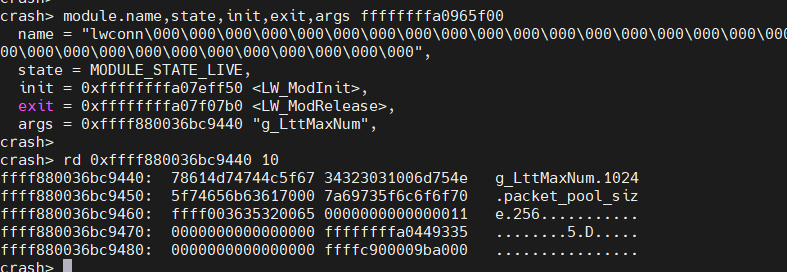 crash> module.name,state,init,exit,args ffffffffa0965f00
  name = "lwconn\000\000\000\000\000\000\000\000\000\000\000\000\000\000\000\000\000\000\000\000\000\000\000\00
00\000\000\000\000\000\000\000\000\000\000\000\000",
  state = MODULE_STATE_LIVE,
  init = 0xffffffffa07eff50 <LW_ModInit>,
  exit = 0xffffffffa07f07b0 <LW_ModRelease>,
  args = 0xffff880036bc9440 "g_LttMaxNum",
crash>
crash> rd 0xffff880036bc9440 10
ffff880036bc9440:  78614d74744c5f67 34323031006d754e   g_LttMaxNum.1024
ffff880036bc9450:  5f74656b63617000 7a69735f6c6f6f70   .packet_pool_siz
ffff880036bc9460:  ffff003635320065 0000000000000011   e.256...........
ffff880036bc9470:  0000000000000000 ffffffffa0449335   ........5.D.....
ffff880036bc9480:  0000000000000000 ffffc900009ba000   ................
crash>